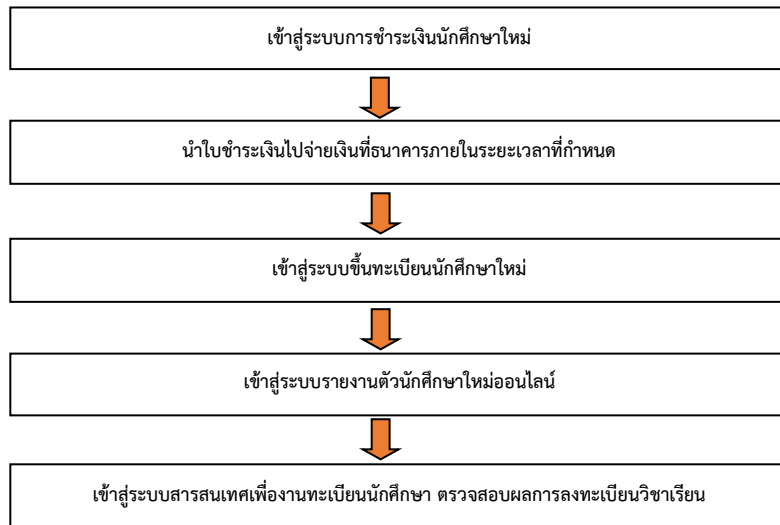 เข้าสู่ระบบการชำระเงินนักศึกษาใหม่
นำใบชำระเงินไปจ่ายเงินที่ธนาคารภายในระยะเวลาที่กำหนด
เข้าสู่ระบบขึ้นทะเบียนนักศึกษาใหม่
เข้าสู่ระบบรายงานตัวนักศึกษาใหม่ออนไลน์
เข้าสู่ระบบสารสนเทศเพื่องานทะเบียนนักศึกษา ตรวจสอบผลการลงทะเบียนวิชาเรียน